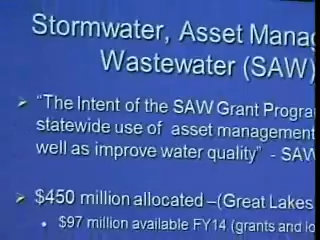 Stormwater, Asset Manag
Wastewater (SAW)
➢ “The Intent of the SAW Grant Progra
statewide use of asset management
well as improve water quality” - SAW
➢ $450 million allocated –(Great Lakes
• $97 million available FY14 (grants and lo